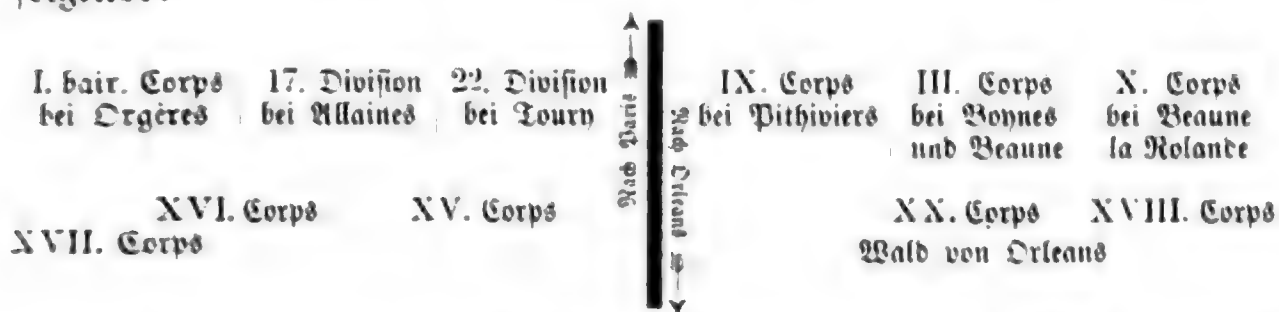 I. bair. Corps 17. Division 22. Division IX. Corps III. Corps X. Corps
bei Orgères bei Allaines bei Toury bei Pithiviers bei Boynes bei Beaune
und Beaune la Rolande
Nach Paris
Nach Orleans
XVI. Corps XV. Corps XX. Corps XVIII. Corps
XVII. Corps Wald von Orleans